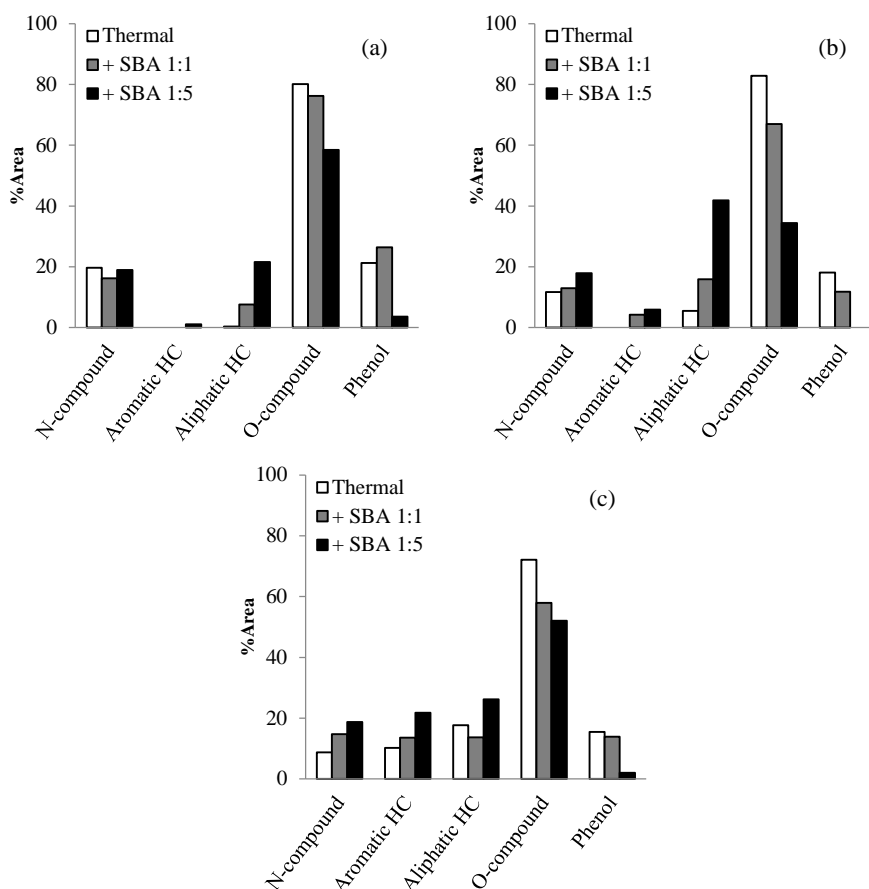 100
80
60
40
20
0
%Area
Thermal
+ SBA 1:1
+ SBA 1:5
(a)
N-compound
Aromatic HC
Aliphatic HC
O-compound
Phenol
100
80
60
40
20
0
%Area
Thermal
+ SBA 1:1
+ SBA 1:5
(b)
N-compound
Aromatic HC
Aliphatic HC
O-compound
Phenol
100
80
60
40
20
0
%Area
Thermal
+ SBA 1:1
+ SBA 1:5
(c)
N-compound
Aromatic HC
Aliphatic HC
O-compound
Phenol